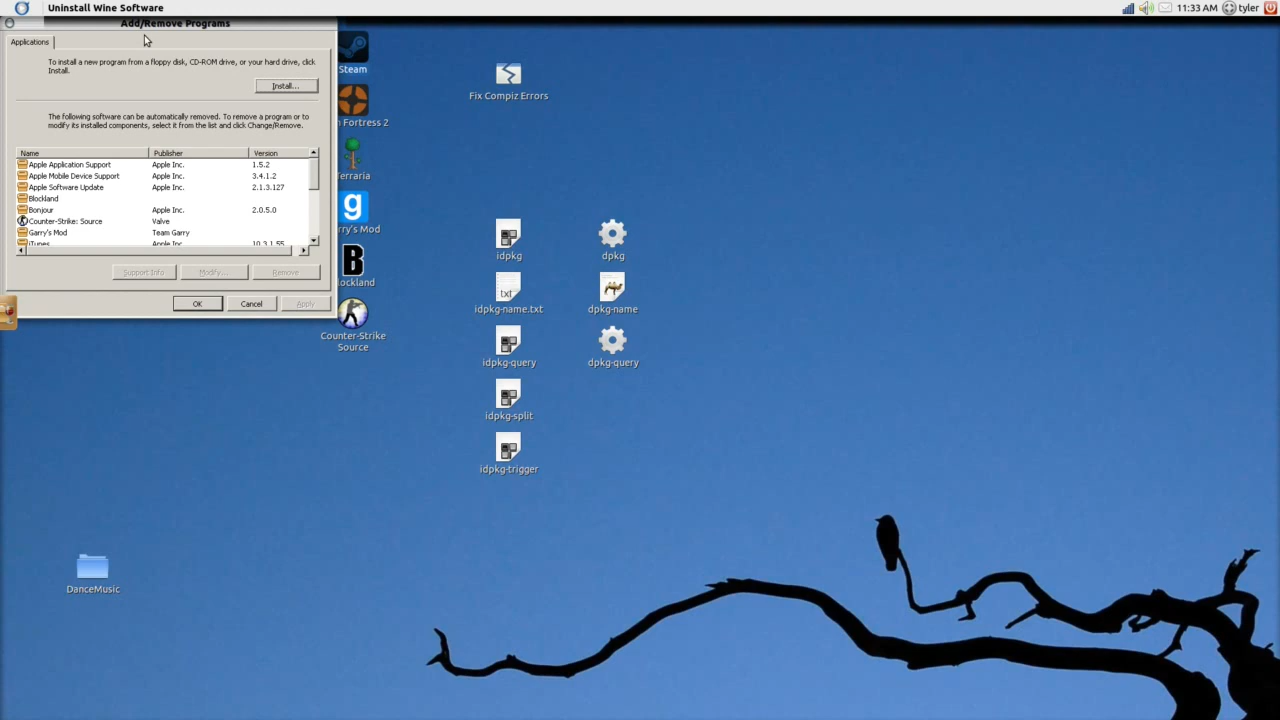 Uninstall Wine Software
11:33 AM tyler
Add/Remove Programs
Applications
To install a new program from a floppy disk, CD-ROM drive, or your hard drive, click
Install.
Install...
The following software can be automatically removed. To remove a program or to
modify its installed components, select it from the list and click Change/Remove.
Name Publisher Version
Apple Application Support Apple Inc. 1.5.2
Apple Mobile Device Support Apple Inc. 3.4.1.2
Apple Software Update Apple Inc. 2.1.3.127
Blockland
Bonjour Apple Inc. 2.0.5.0
Counter-Strike: Source Valve
Garry's Mod Team Garry
iTunes Apple Inc. 10.3.1.55
Support Info Modify... Remove
OK Cancel Apply
Steam
Fortress 2
erraria
rry's Mod
B
lockland
Counter-Strike
Source
Fix Compiz Errors
idpkg
dpkg
txt
idpkg-name.txt
dpkg-name
idpkg-query
dpkg-query
idpkg-split
idpkg-trigger
DanceMusic